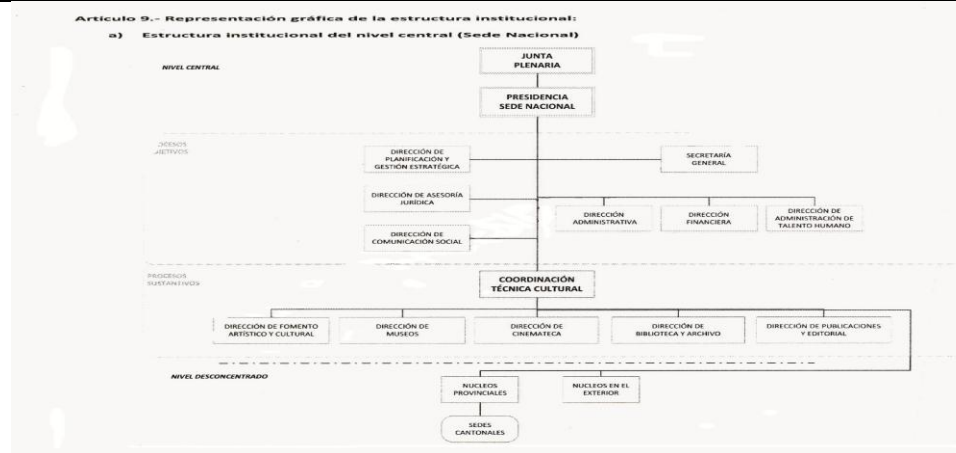 Artículo 9.- Representación gráfica de la estructura institucional:
a) Estructura institucional del nivel central (Sede Nacional)
NIVEL CENTRAL
JUNTA
PLENARIA
PRESIDENCIA
SEDE NACIONAL
DIRECCIÓN DE
PLANIFICACIÓN Y
GESTIÓN ESTRATÉGICA
SECRETARÍA
GENERAL
DIRECCIÓN DE ASESORÍA
JURÍDICA
DIRECCIÓN
ADMINISTRATIVA
DIRECCIÓN
FINANCIERA
DIRECCIÓN DE
ADMINISTRACIÓN DE
TALENTO HUMANO
DIRECCIÓN DE
COMUNICACIÓN SOCIAL
PROCESOS
SUSTANTIVOS
COORDINACIÓN
TÉCNICA CULTURAL
DIRECCIÓN DE FOMENTO
ARTÍSTICO Y CULTURAL
DIRECCIÓN DE
MUSEOS
DIRECCIÓN DE
CINEMATECA
DIRECCIÓN DE
BIBLIOTECA Y ARCHIVO
DIRECCIÓN DE PUBLICACIONES
Y EDITORIAL
NIVEL DESCONCENTRADO
NUCLEOS
PROVINCIALES
NUCLEOS EN EL
EXTERIOR
SEDES
CANTONALES